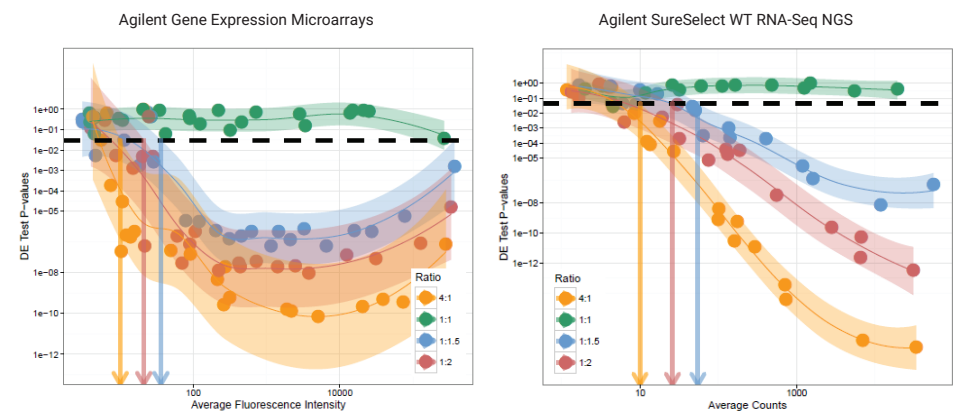 Agilent Gene Expression Microarrays
DE Test P-values
1e+00
1e-01
1e-02
1e-03
1e-04
1e-05
1e-08
1e-10
1e-12
100
10000
Average Fluorescence Intensity
Ratio
4:1
1:1
1:1.5
1:2
Agilent SureSelect WT RNA-Seq NGS
DE Test P-values
1e+00
1e-01
1e-02
1e-03
1e-04
1e-05
1e-08
1e-10
1e-12
10
1000
Average Counts
Ratio
4:1
1:1
1:1.5
1:2